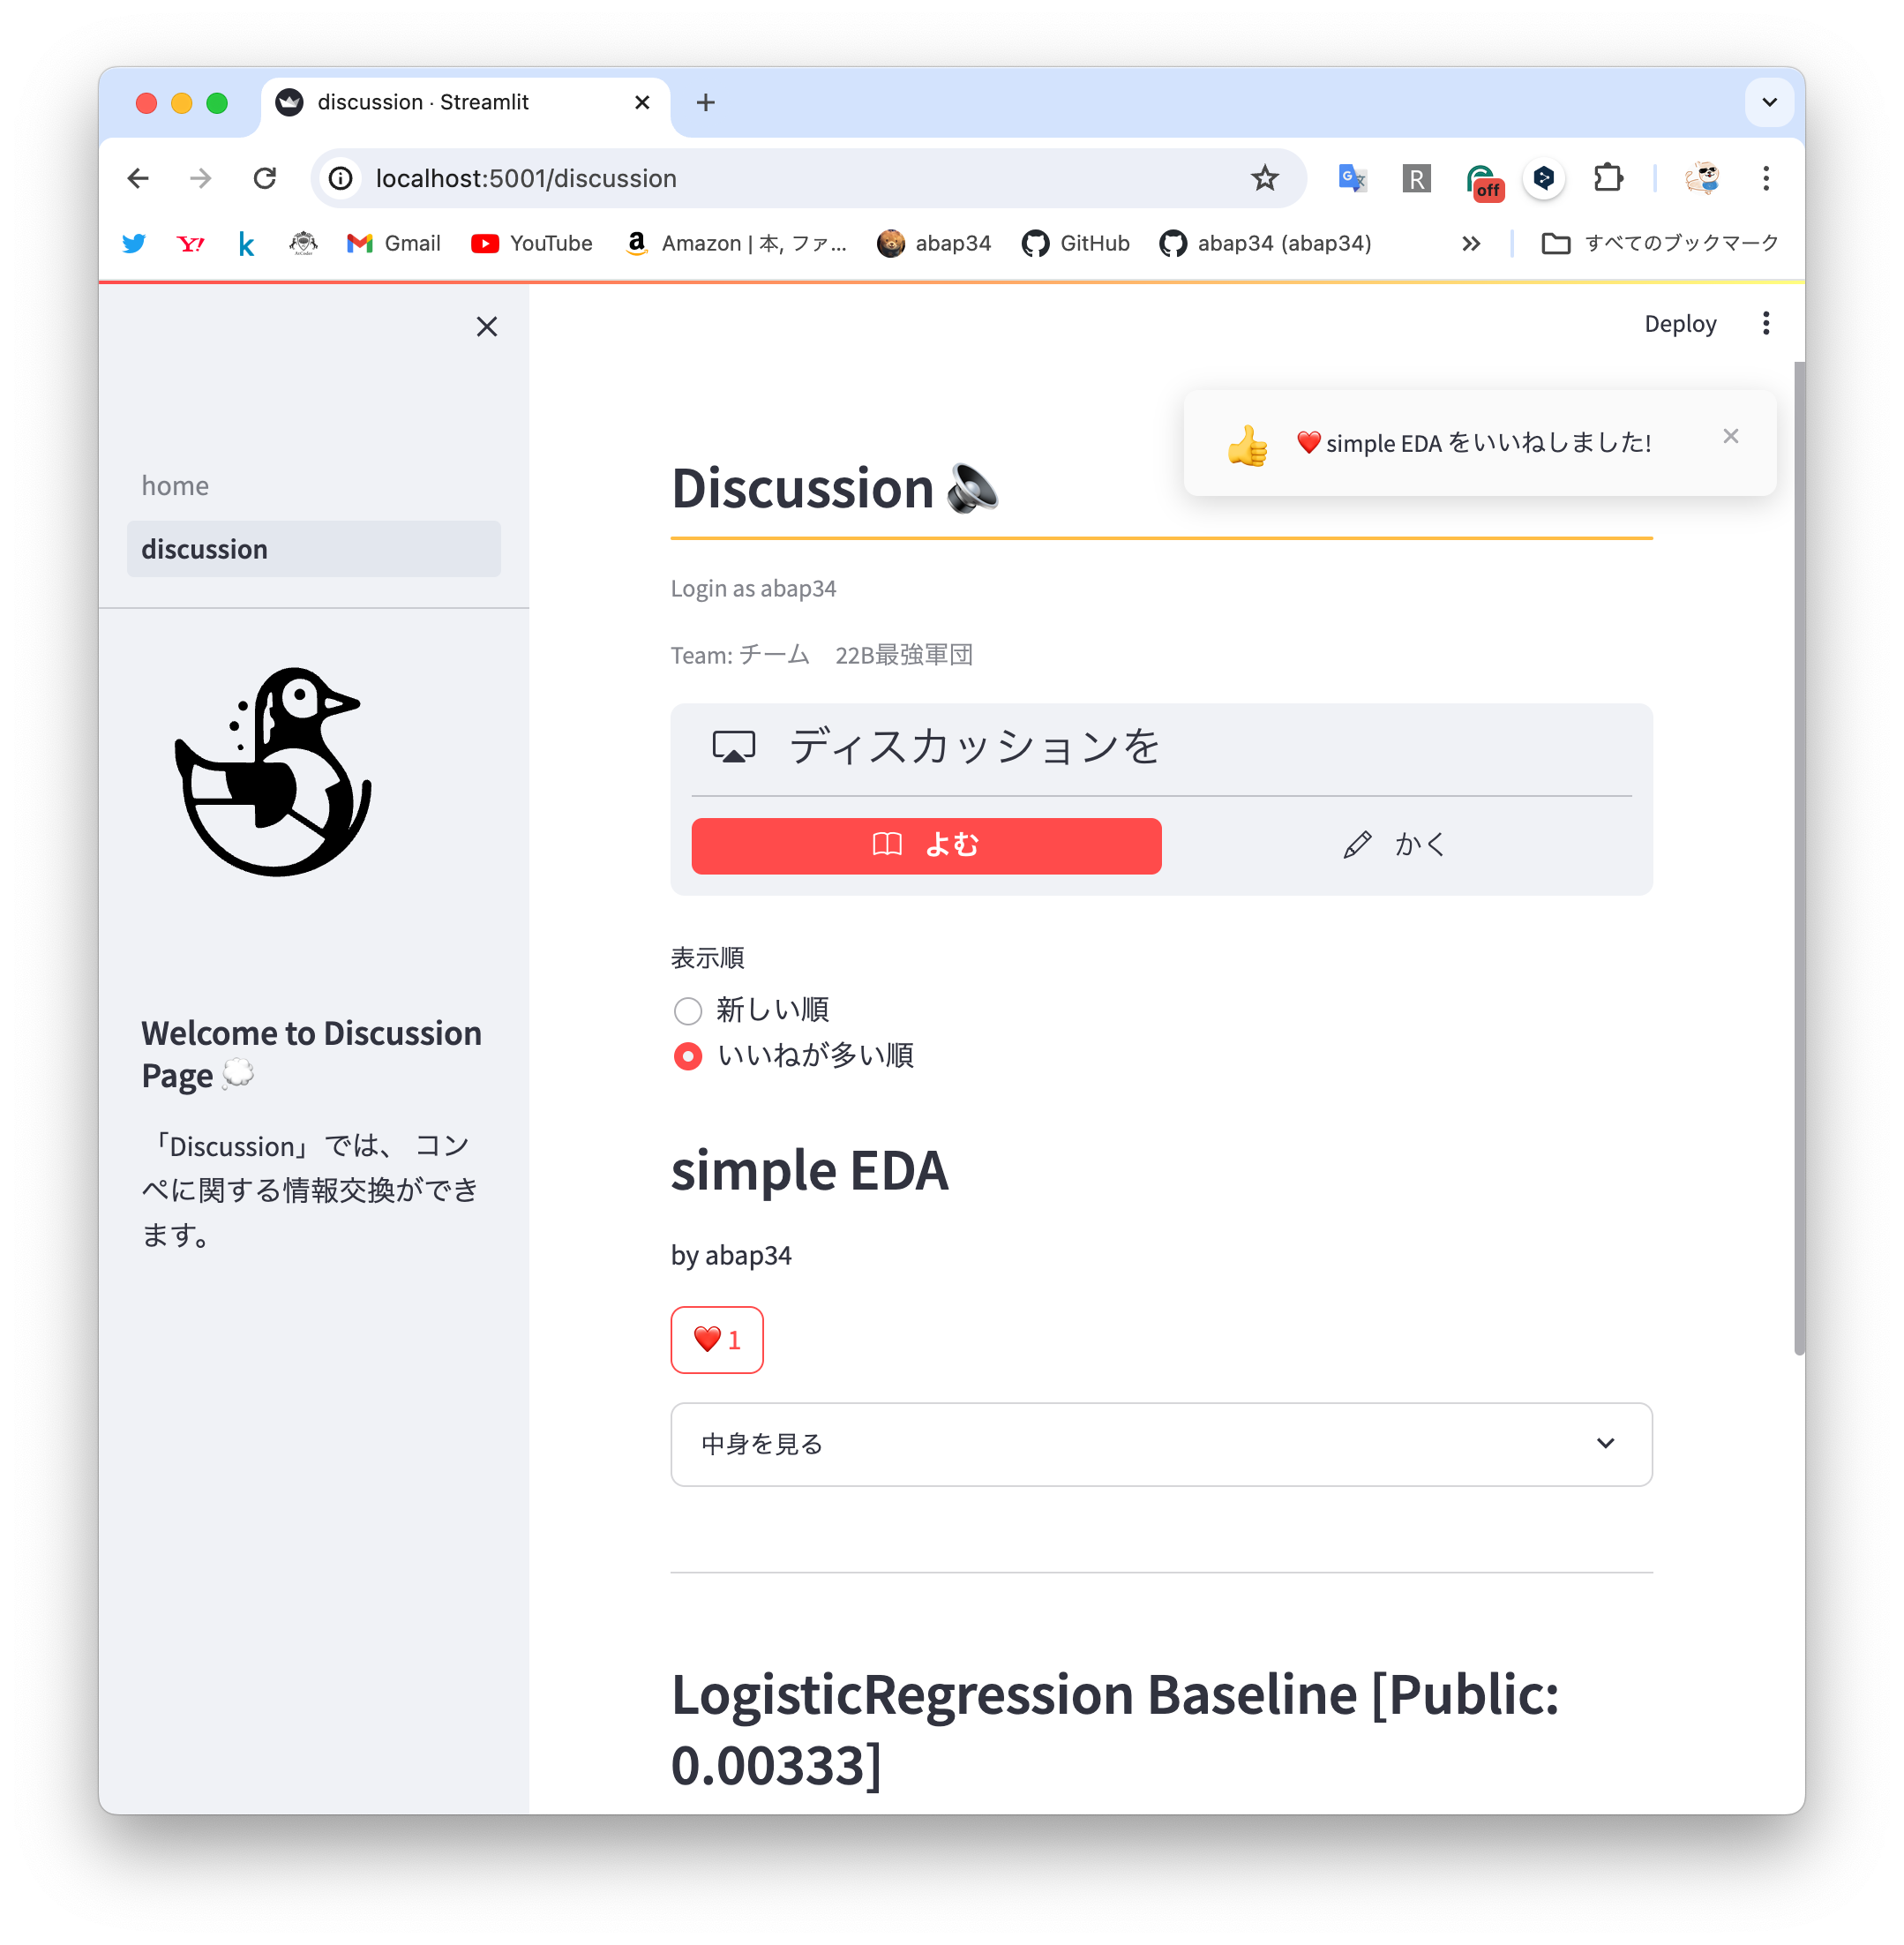 discussion · Streamlit
localhost:5001/discussion
R
off
Y!
k
Gmail
YouTube
a
Amazon | 本, ファ...
abap34
GitHub
abap34 (abap34)
すべてのブックマーク
Deploy
❤️ simple EDA をいいねしました!
home
discussion
Welcome to Discussion
Page 💭
「Discussion」 では、 コン
ペに関する情報交換ができ
ます。
Discussion 🔈
Login as abap34
Team: チーム　22B最強軍団
ディスカッションを
よむ
かく
表示順
新しい順
いいねが多い順
simple EDA
by abap34
❤️ 1
中身を見る
LogisticRegression Baseline [Public:
0.00333]